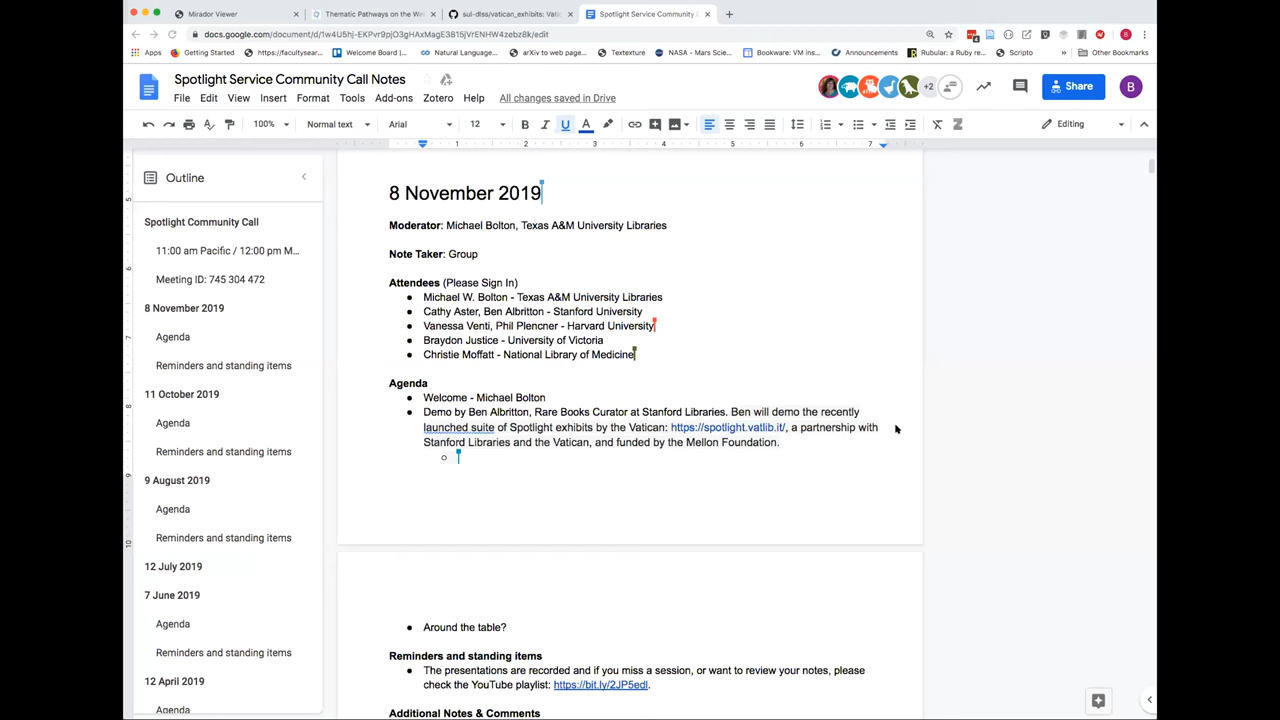 Mirador Viewer
Thematic Pathways on the We
sul-dlss/vatican_exhibits: Vatic
Spotlight Service Community
docs.google.com/document/d/1w4U5hj-EKPvr9pjO3gHAxMagE3815jVrENHW4zebz8k/edit
Apps
Getting Started
https://facultysear...
Welcome Board |...
Natural Language...
arXiv to web page...
Textexture
NASA - Mars Scie...
Bookware: VM Ins...
Announcements
Rubular: a Ruby re...
Scripto
»
Other Bookmarks
Spotlight Service Community Call Notes
+2
Share
B
File Edit View Insert Format Tools Add-ons Zotero Help All changes saved in Drive
100% Normal text Arial 12 B I U A Editing
1 2 3 4 5 6 7
Outline
Spotlight Community Call
11:00 am Pacific / 12:00 pm M...
Meeting ID: 745 304 472
8 November 2019
Agenda
Reminders and standing items
11 October 2019
Agenda
Reminders and standing items
9 August 2019
Agenda
Reminders and standing items
12 July 2019
7 June 2019
Agenda
Reminders and standing items
12 April 2019
Agenda
8 November 2019
Moderator: Michael Bolton, Texas A&M University Libraries
Note Taker: Group
Attendees (Please Sign In)
Michael W. Bolton - Texas A&M University Libraries
Cathy Aster, Ben Albritton - Stanford University
Vanessa Venti, Phil Plencner - Harvard University
Braydon Justice - University of Victoria
Christie Moffatt - National Library of Medicine
Agenda
Welcome - Michael Bolton
Demo by Ben Albritton, Rare Books Curator at Stanford Libraries. Ben will demo the recently
launched suite of Spotlight exhibits by the Vatican: https://spotlight.vatlib.it/, a partnership with
Stanford Libraries and the Vatican, and funded by the Mellon Foundation.
Around the table?
Reminders and standing items
The presentations are recorded and if you miss a session, or want to review your notes, please
check the YouTube playlist: https://bit.ly/2JP5edl.
Additional Notes & Comments